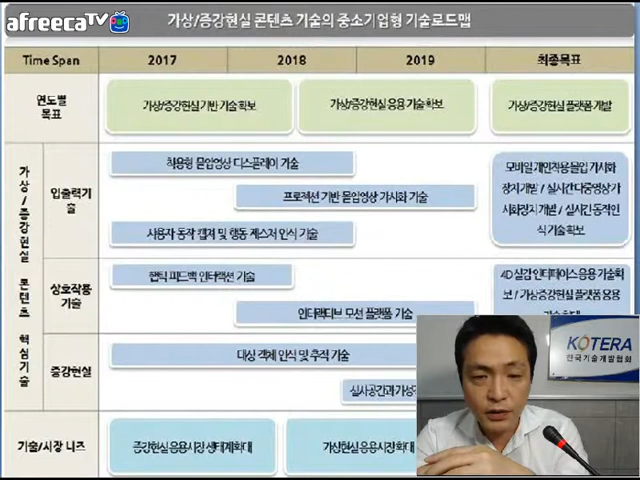 afreecaTV
가상/증강현실 콘텐츠 기술의 중소기업형 기술로드맵
Time Span
2017
2018
2019
최종목표
연도별
목표
가상/증강현실 기반 기술 확보
가상/증강현실 응용 기술 확보
가상/증강현실 플랫폼 개발
가상/증강현실 콘텐츠 핵심기술
입출력기
술
착용형 몰입영상 디스플레이 기술
프로젝션 기반 몰입영상 가시화 기술
사용자 동작 캡처 및 행동 제스처 인식 기술
모바일 개인착용몰입 가시화
장치 개발 / 실시간 다중영상 가
시화장치 개발 / 실시간 동적인
식 기술 확보
상호작용
기술
햅틱 피드백 인터랙션 기술
인터랙티브 모션 플랫폼 기술
4D 실감 인터페이스 응용 기술확
보 / 가상증강현실 플랫폼 응용
증강현실
대상 객체 인식 및 추적 기술
실사공간과
기술/시장 니즈
증강현실 응용시장 생태계 확대
가상현실 응용시장 확대
KOTERA
한국기술개발협회